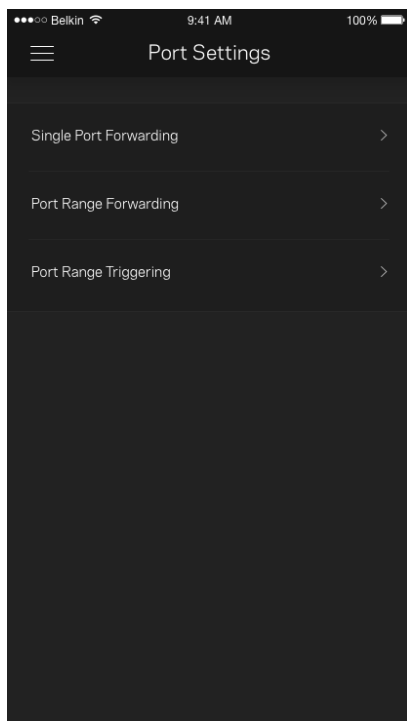 Belkin 9:41 AM 100%
Port Settings
Single Port Forwarding
Port Range Forwarding
Port Range Triggering